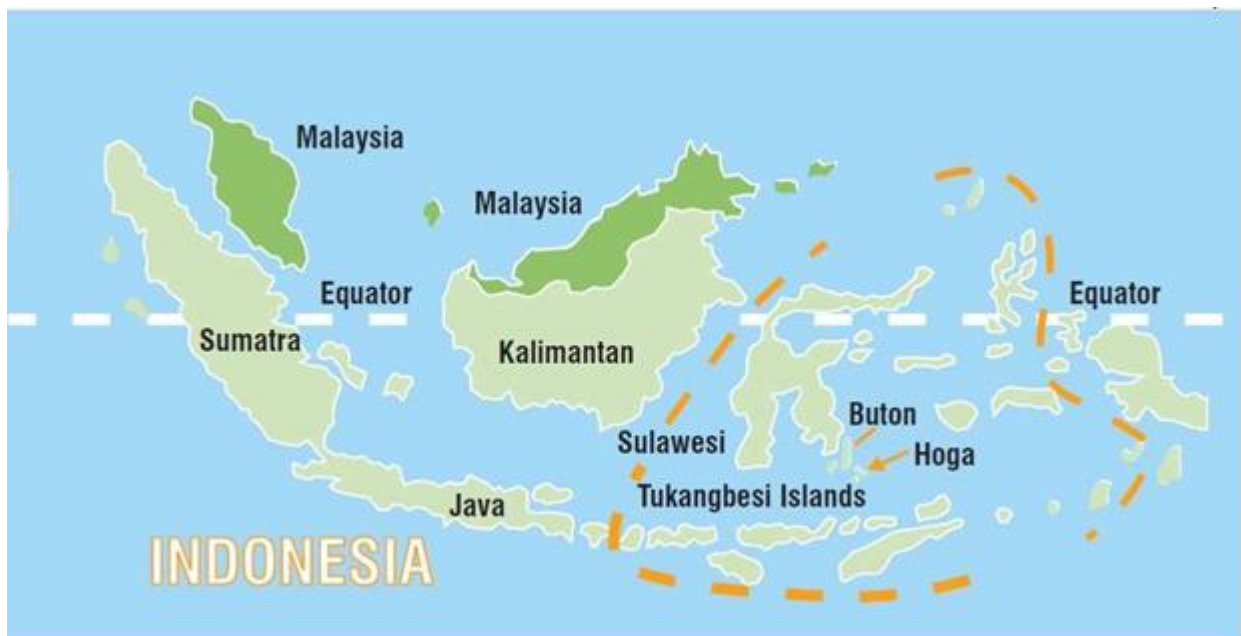 Malaysia
Malaysia
Equator
Equator
Sumatra
Kalimantan
Buton
Sulawesi
Hoga
Tukangbesi Islands
Java
INDONESIA